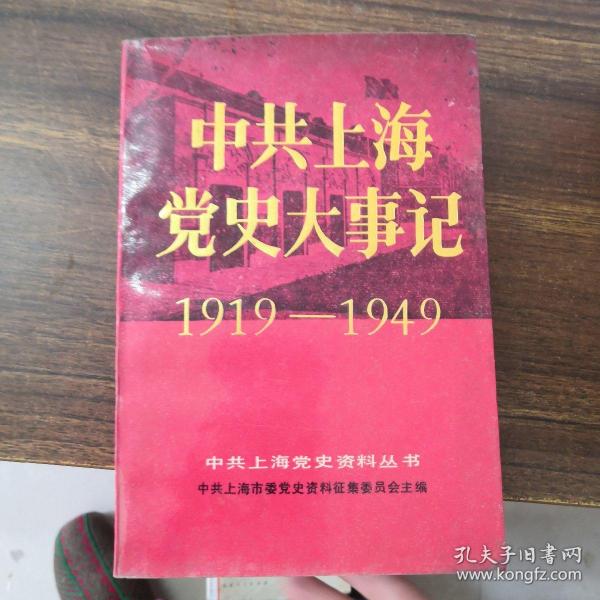 中共上海
党史大事记
1919—1949
中共上海党史资料丛书
中共上海市委党史资料征集委员会主编
孔夫子旧书网
www.kongfz.com